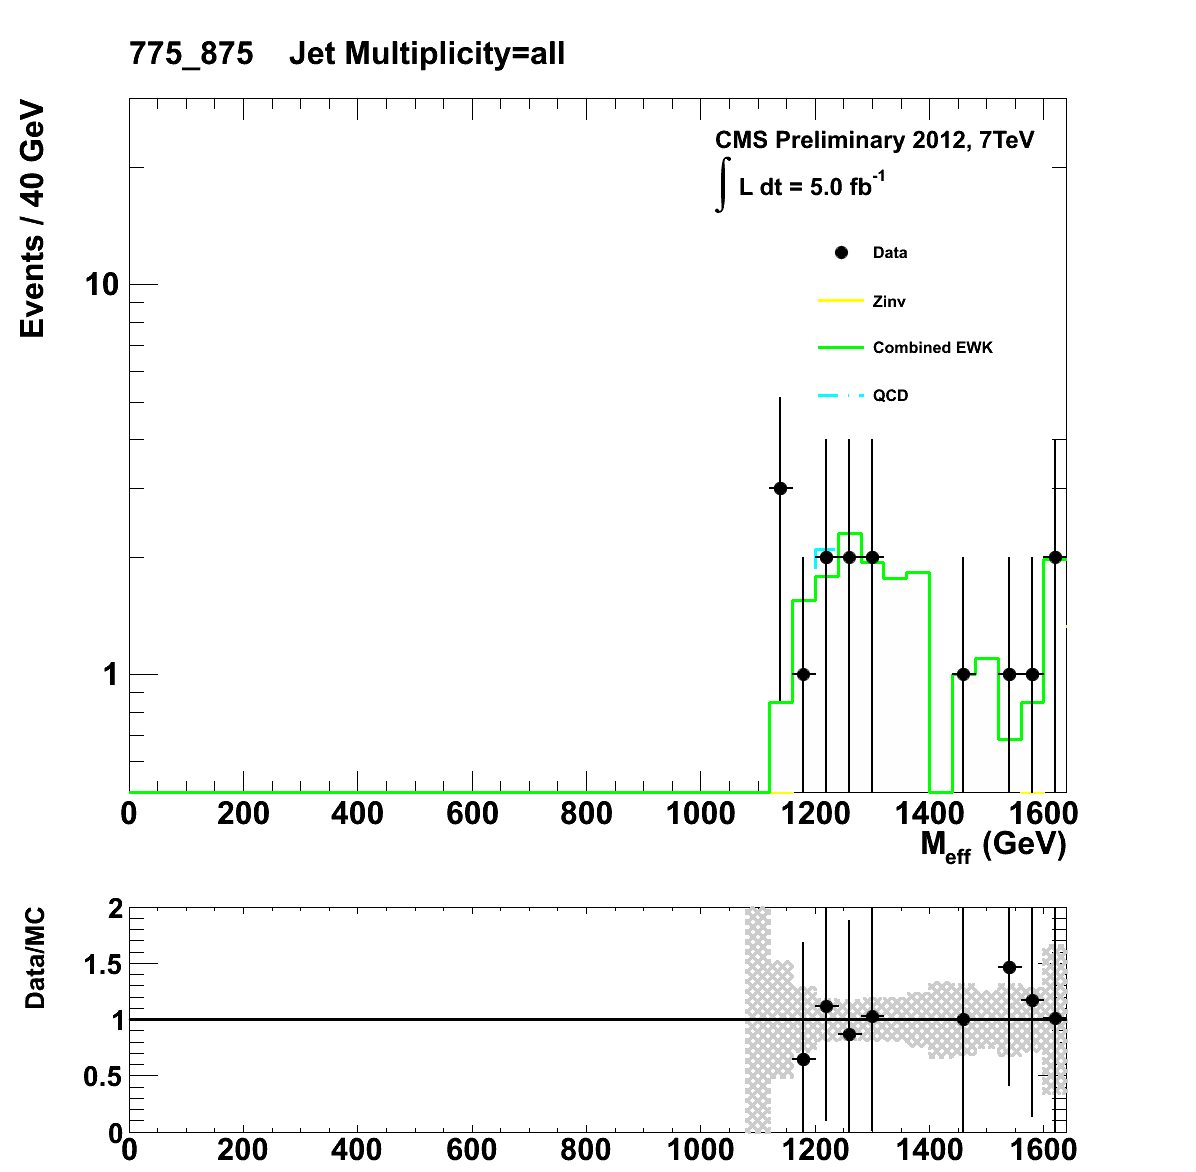 775_875    Jet Multiplicity=all
Events / 40 GeV
CMS Preliminary 2012, 7TeV
∫ L dt = 5.0 fb⁻¹
Data
Zinv
Combined EWK
QCD
10
1
0 200 400 600 800 1000 1200 1400 1600
M_eff (GeV)
Data/MC
2
1.5
1
0.5
0
0 200 400 600 800 1000 1200 1400 1600